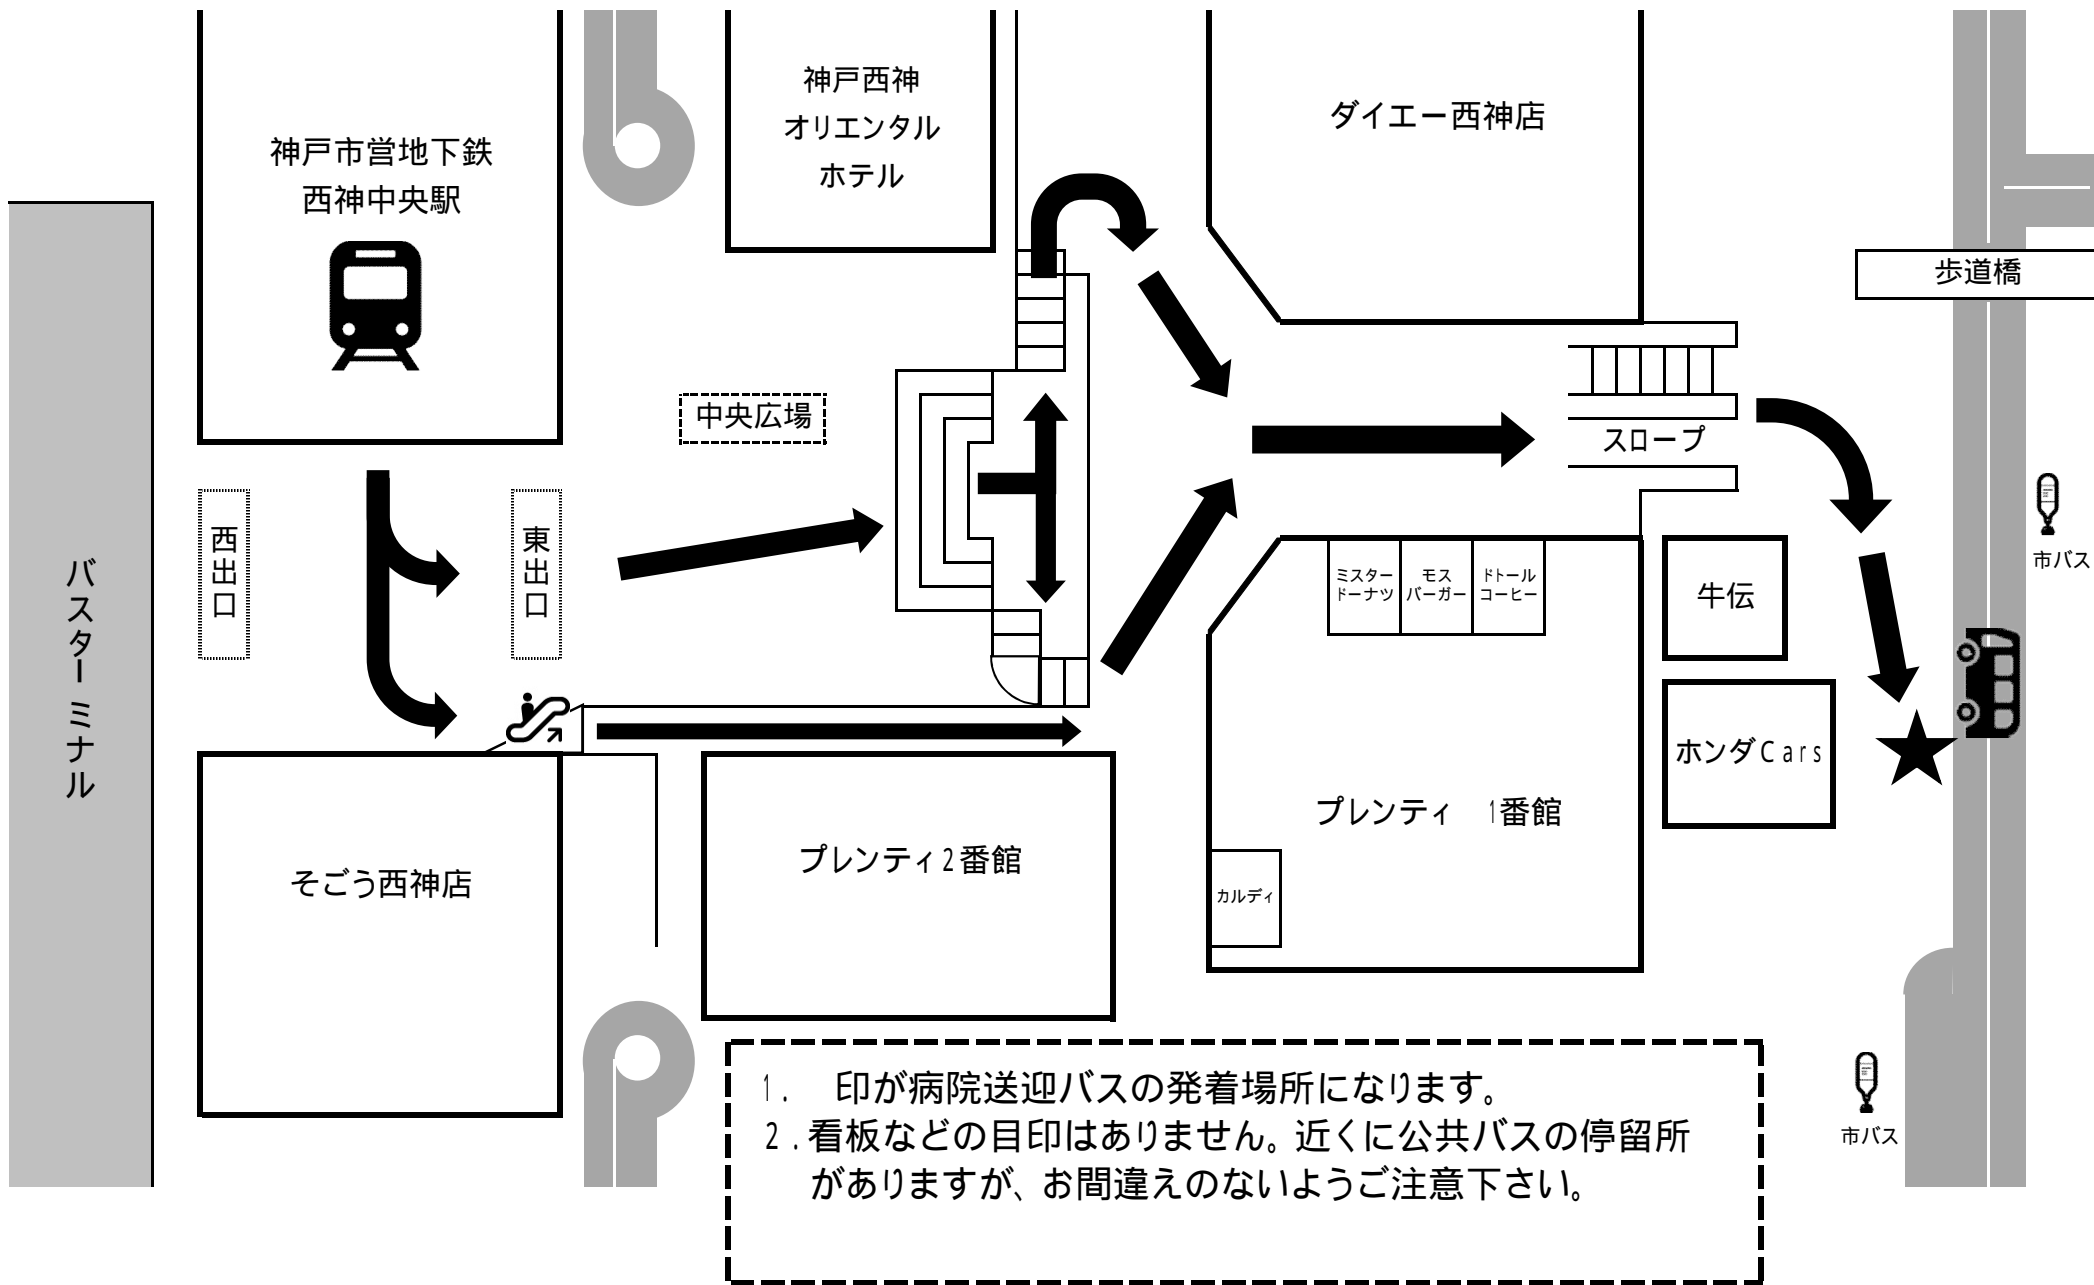 神戸市営地下鉄
西神中央駅
神戸西神
オリエンタル
ホテル
ダイエー西神店
歩道橋
中央広場
スロープ
西出口
東出口
バスターミナル
市バス
ミスター
ドーナツ
モス
バーガー
ドトール
コーヒー
牛伝
ホンダCars
プレンティ 1番館
プレンティ2番館
そごう西神店
カルディ
1. 印が病院送迎バスの発着場所になります。
2.看板などの目印はありません。近くに公共バスの停留所
がありますが、お間違えのないようご注意下さい。
市バス